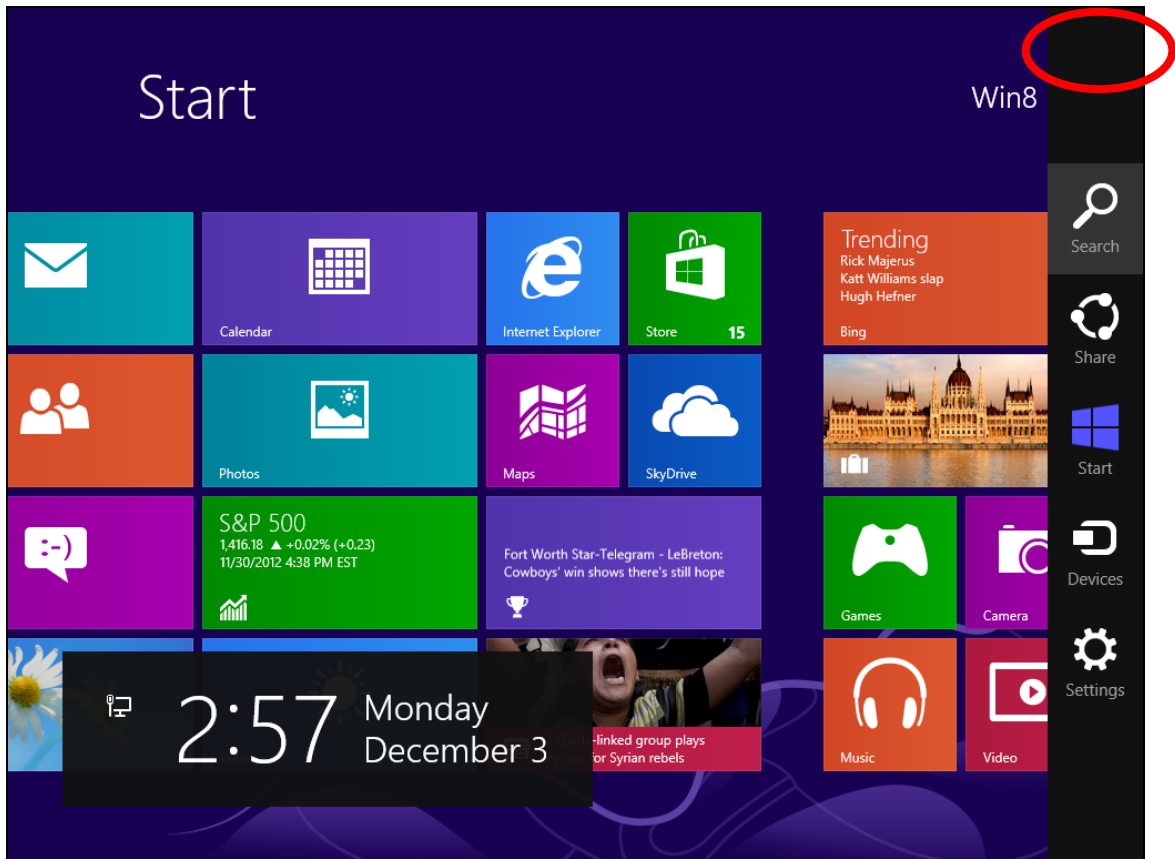 Start
Win8
Calendar
Internet Explorer
Store
15
Trending
Rick Majerus
Katt Williams slap
Hugh Hefner
Bing
Search
Share
Start
Devices
Settings
Photos
Maps
SkyDrive
S&P 500
1,416.18 ▲ +0.02% (+0.23)
11/30/2012 4:38 PM EST
Fort Worth Star-Telegram - LeBreton:
Cowboys' win shows there's still hope
:-)
Games
Camera
2:57
Monday
December 3
-linked group plays
for Syrian rebels
Music
Video